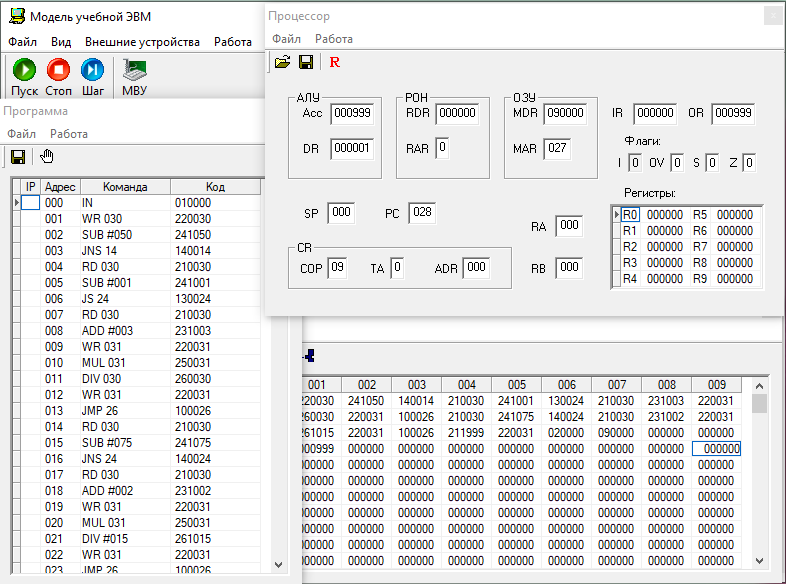 Модель учебной ЭВМ
Файл Вид Внешние устройства Работа
Пуск Стоп Шаг МВУ
Программа
Файл Работа
IP Адрес Команда Код
000 IN 010000
001 WR 030 220030
002 SUB #050 241050
003 JNS 14 140014
004 RD 030 210030
005 SUB #001 241001
006 JS 24 130024
007 RD 030 210030
008 ADD #003 231003
009 WR 031 220031
010 MUL 031 250031
011 DIV 030 260030
012 WR 031 220031
013 JMP 26 100026
014 RD 030 210030
015 SUB #075 241075
016 JNS 24 140024
017 RD 030 210030
018 ADD #002 231002
019 WR 031 220031
020 MUL 031 250031
021 DIV #015 261015
022 WR 031 220031
023 JMP 26 100026
Процессор
Файл Работа
R
АЛУ РОН ОЗУ
Acc 000999 RDR 000000 MDR 090000 IR 000000 OR 000999
DR 000001 RAR 0 MAR 027
Флаги:
I 0 OV 0 S 0 Z 0
Регистры:
SP 000 PC 028 RA 000
R0 000000 R5 000000
R1 000000 R6 000000
R2 000000 R7 000000
R3 000000 R8 000000
R4 000000 R9 000000
CR
COP 09 TA 0 ADR 000 RB 000
001 002 003 004 005 006 007 008 009
220030 241050 140014 210030 241001 130024 210030 231003 220031
260030 220031 100026 210030 241075 140024 210030 231002 220031
261015 220031 100026 211999 220031 020000 090000 000000 000000
000999 000000 000000 000000 000000 000000 000000 000000 000000
000000 000000 000000 000000 000000 000000 000000 000000 000000
000000 000000 000000 000000 000000 000000 000000 000000 000000
000000 000000 000000 000000 000000 000000 000000 000000 000000
000000 000000 000000 000000 000000 000000 000000 000000 000000
000000 000000 000000 000000 000000 000000 000000 000000 000000
000000 000000 000000 000000 000000 000000 000000 000000 000000
000000 000000 000000 000000 000000 000000 000000 000000 000000